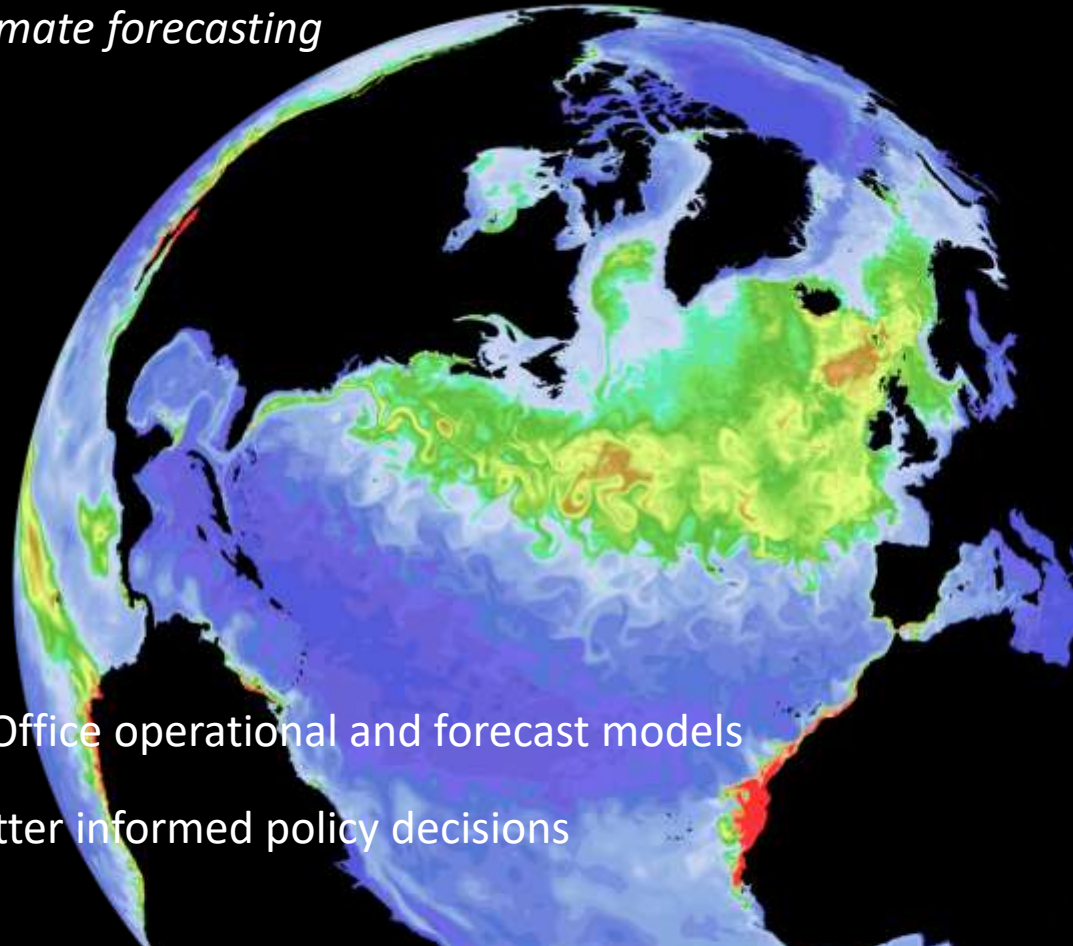 mate forecasting
Office operational and forecast models
tter informed policy decisions